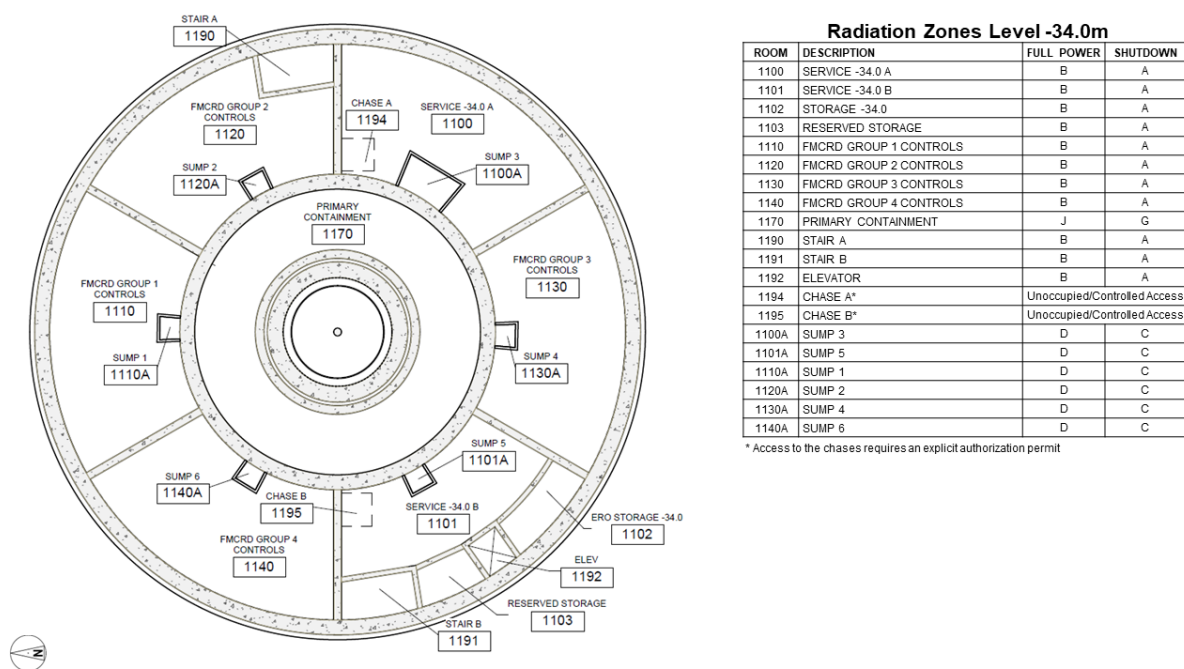 STAIR A
1190
FMCRD GROUP 2
CONTROLS
1120
CHASE A
1194
SERVICE -34.0 A
1100
SUMP 2
1120A
SUMP 3
1100A
PRIMARY
CONTAINMENT
1170
FMCRD GROUP 1
CONTROLS
1110
FMCRD GROUP 3
CONTROLS
1130
SUMP 1
1110A
SUMP 4
1130A
SUMP 5
1101A
SUMP 6
1140A
CHASE B
1195
SERVICE -34.0 B
1101
ERO STORAGE -34.0
1102
FMCRD GROUP 4
CONTROLS
1140
ELEV
1192
RESERVED STORAGE
1103
STAIR B
1191
N
Radiation Zones Level -34.0m
ROOM DESCRIPTION FULL POWER SHUTDOWN
1100 SERVICE -34.0 A B A
1101 SERVICE -34.0 B B A
1102 STORAGE -34.0 B A
1103 RESERVED STORAGE B A
1110 FMCRD GROUP 1 CONTROLS B A
1120 FMCRD GROUP 2 CONTROLS B A
1130 FMCRD GROUP 3 CONTROLS B A
1140 FMCRD GROUP 4 CONTROLS B A
1170 PRIMARY CONTAINMENT J G
1190 STAIR A B A
1191 STAIR B B A
1192 ELEVATOR B A
1194 CHASE A* Unoccupied/Controlled Access
1195 CHASE B* Unoccupied/Controlled Access
1100A SUMP 3 D C
1101A SUMP 5 D C
1110A SUMP 1 D C
1120A SUMP 2 D C
1130A SUMP 4 D C
1140A SUMP 6 D C
* Access to the chases requires an explicit authorization permit